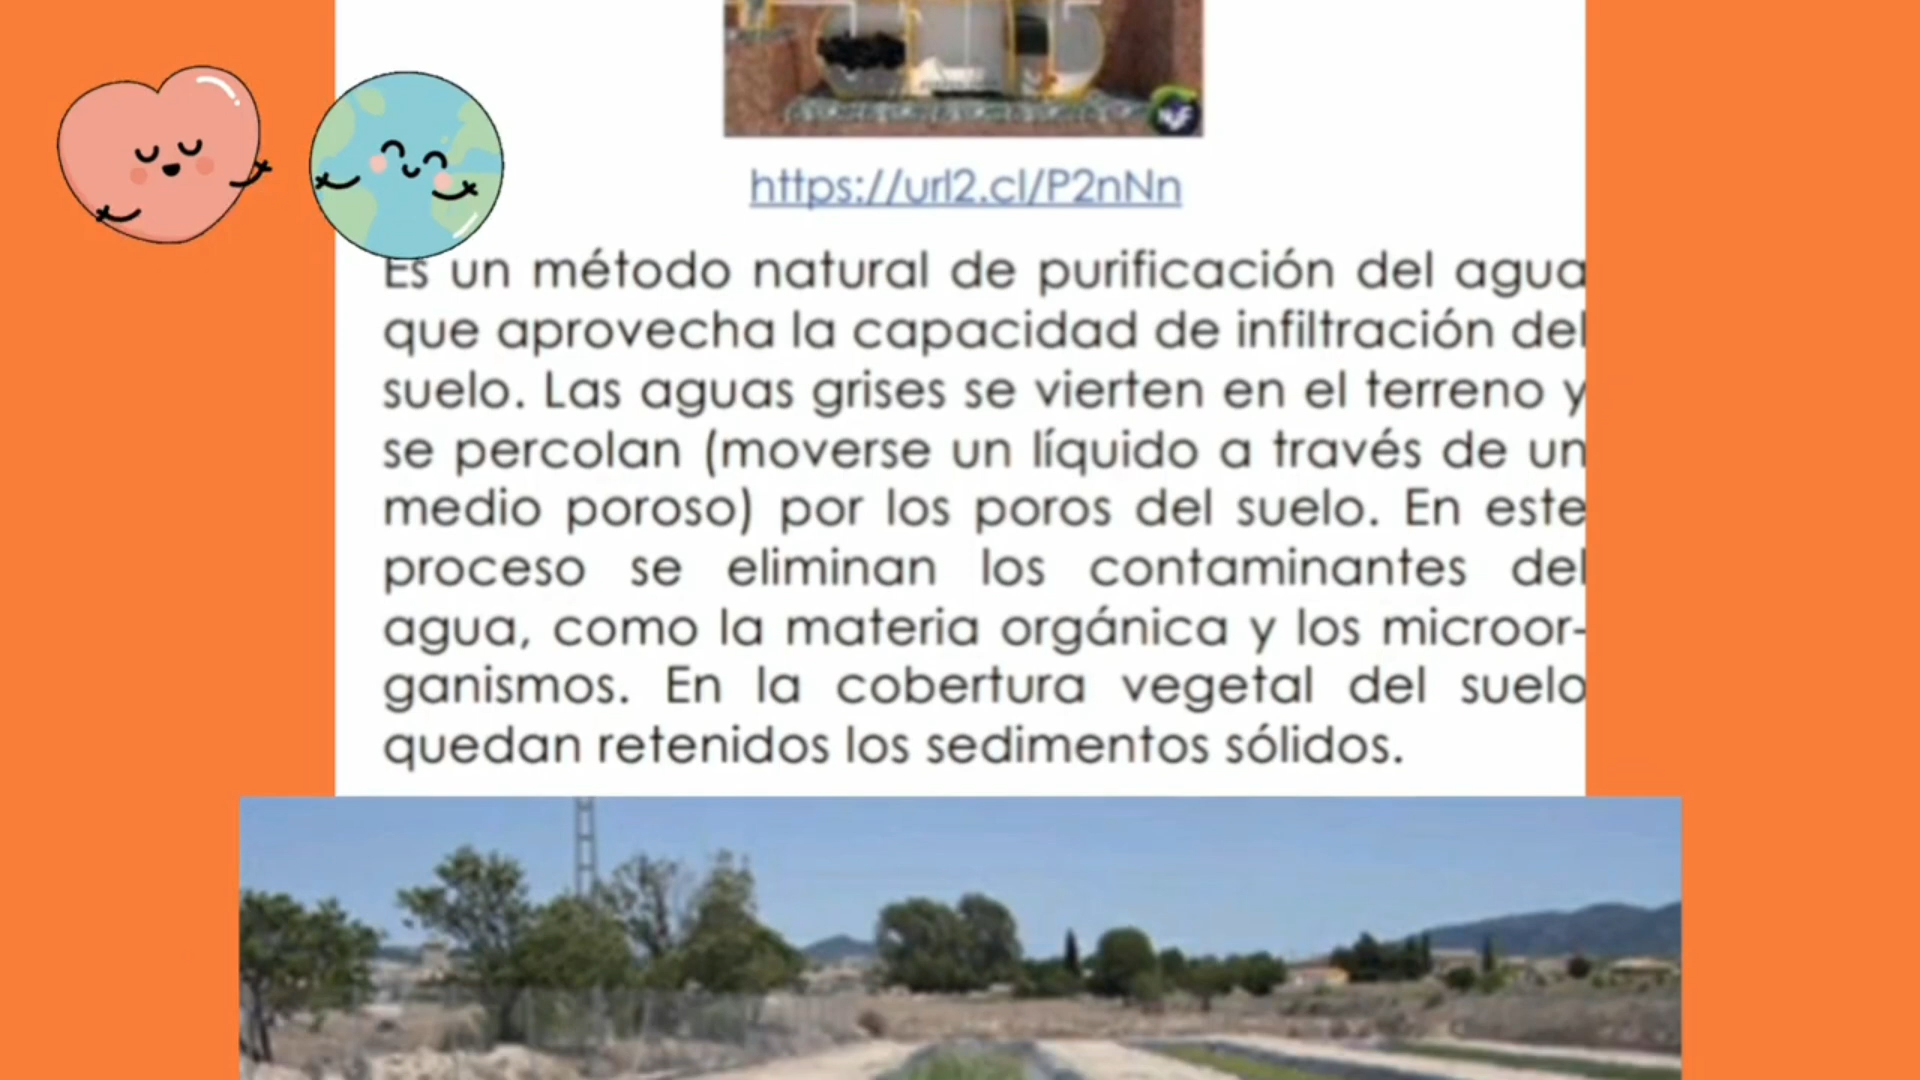 https://url2.cl/P2nNn
Es un método natural de purificación del agua
que aprovecha la capacidad de infiltración del
suelo. Las aguas grises se vierten en el terreno y
se percolan (moverse un líquido a través de un
medio poroso) por los poros del suelo. En este
proceso se eliminan los contaminantes del
agua, como la materia orgánica y los microor-
ganismos. En la cobertura vegetal del suelo
quedan retenidos los sedimentos sólidos.